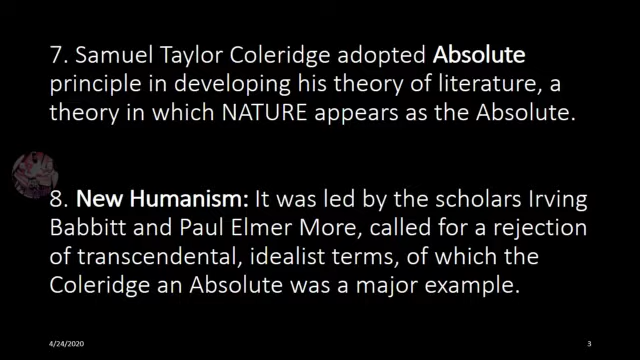 7. Samuel Taylor Coleridge adopted Absolute
principle in developing his theory of literature, a
theory in which NATURE appears as the Absolute.
8. New Humanism: It was led by the scholars Irving
Babbitt and Paul Elmer More, called for a rejection
of transcendental, idealist terms, of which the
Coleridge an Absolute was a major example.
4/24/2020
3